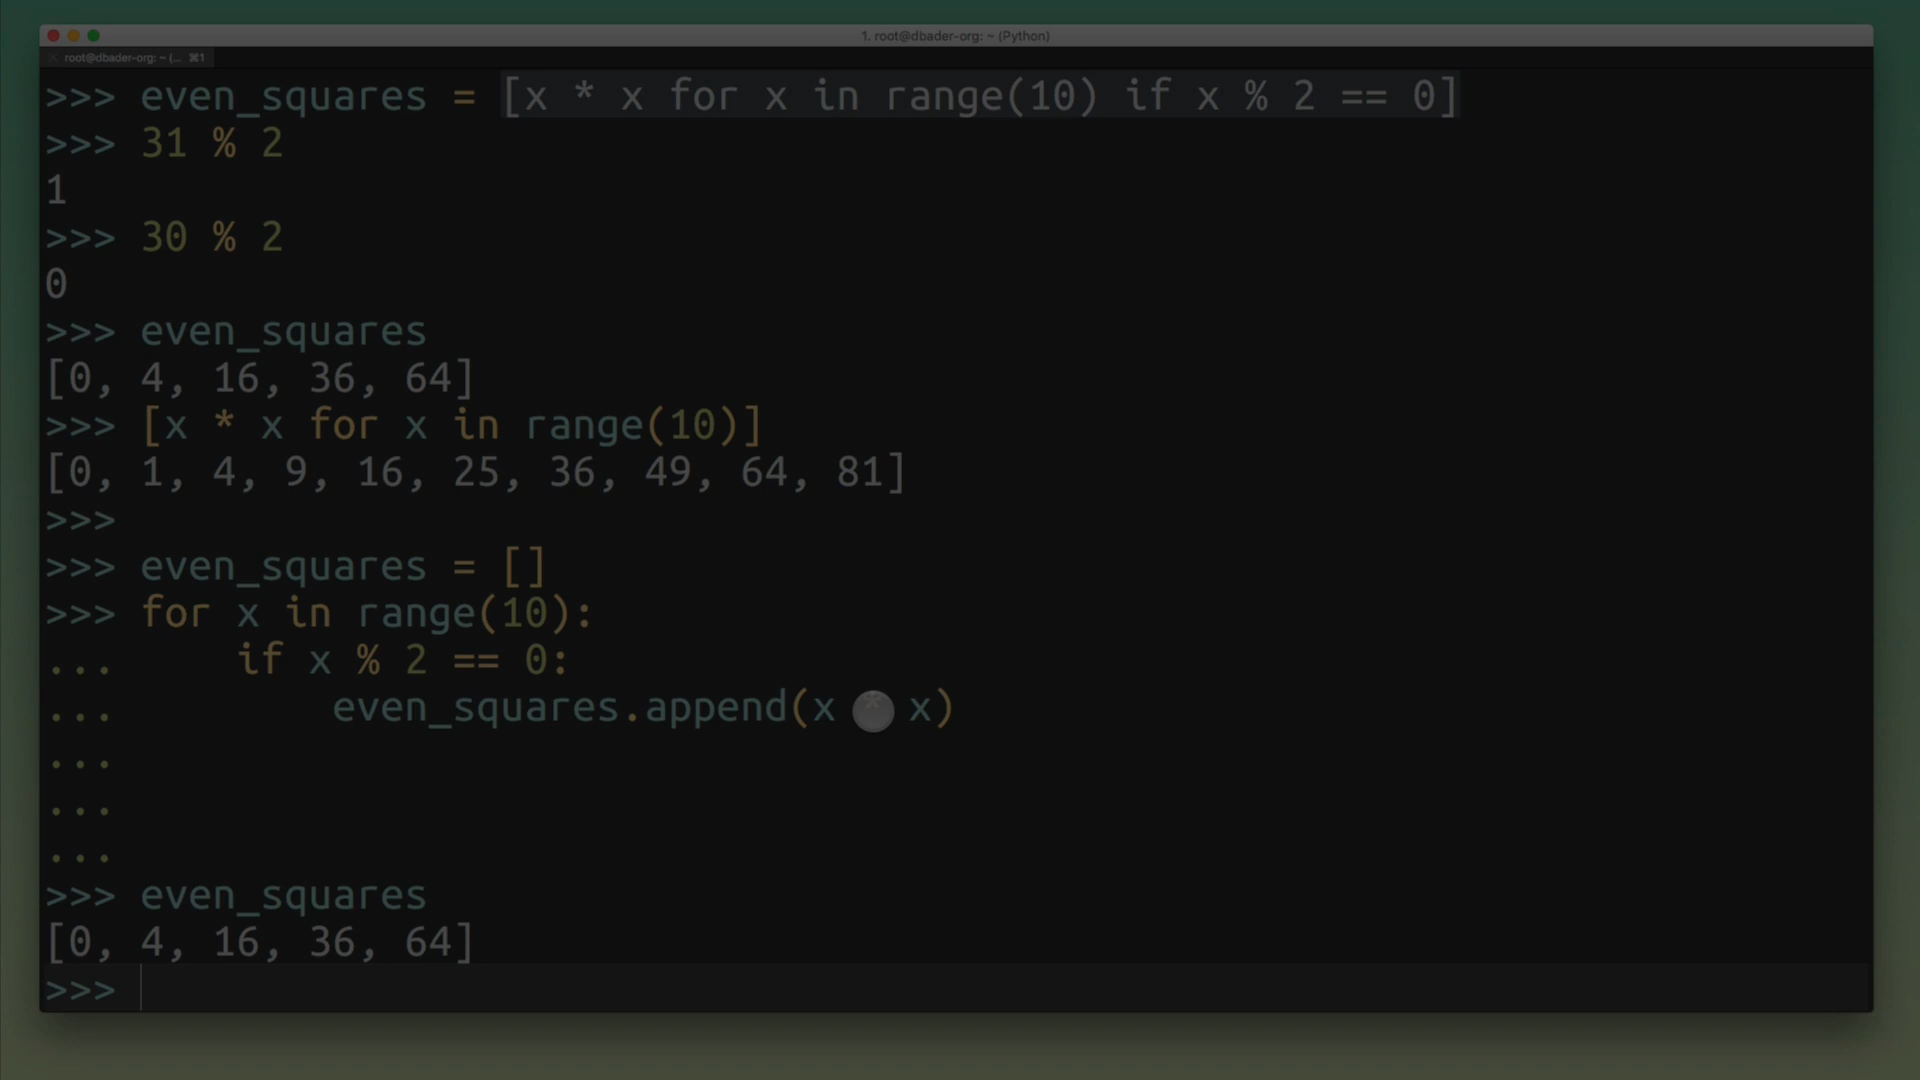 1. root@dbader-org: ~ (Python)
root@dbader-org: ~ (... ⌘1
>>> even_squares = [x * x for x in range(10) if x % 2 == 0]
>>> 31 % 2
1
>>> 30 % 2
0
>>> even_squares
[0, 4, 16, 36, 64]
>>> [x * x for x in range(10)]
[0, 1, 4, 9, 16, 25, 36, 49, 64, 81]
>>>
>>> even_squares = []
>>> for x in range(10):
...     if x % 2 == 0:
...         even_squares.append(x * x)
...
...
...
>>> even_squares
[0, 4, 16, 36, 64]
>>>